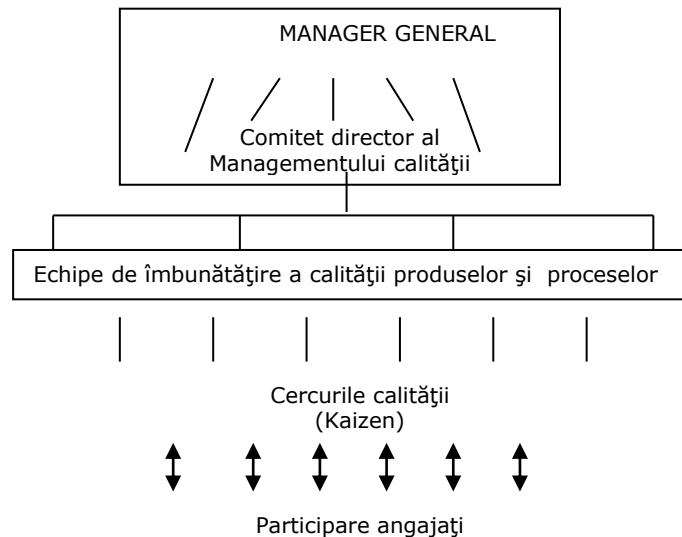 MANAGER GENERAL
Comitet director al
Managementului calităţii
Echipe de îmbunătăţire a calităţii produselor şi proceselor
Cercurile calităţii
(Kaizen)
Participare angajaţi